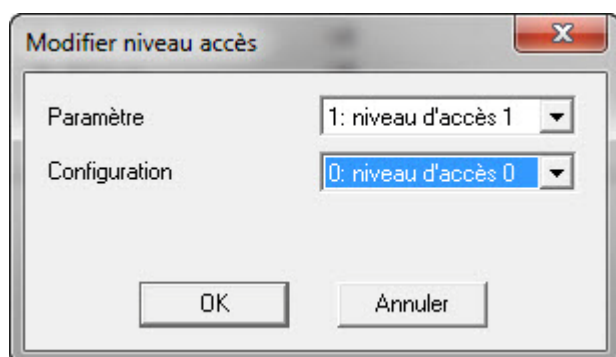 Modifier niveau accès
Paramètre 1: niveau d'accès 1
Configuration 0: niveau d'accès 0
OK Annuler